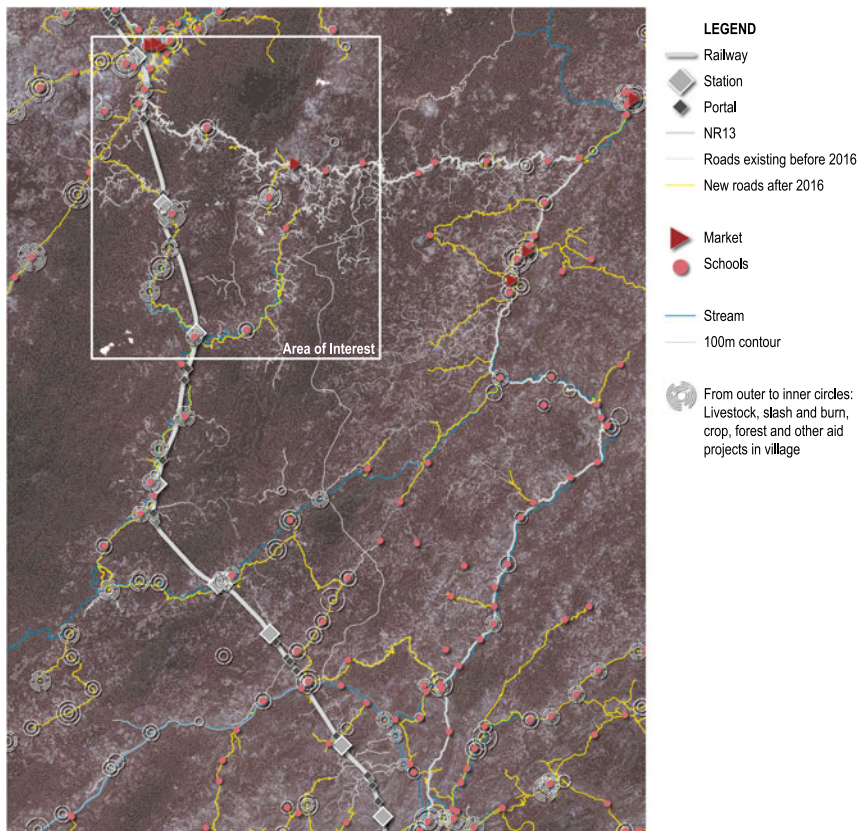 Area of Interest
LEGEND
Railway
Station
Portal
NR13
Roads existing before 2016
New roads after 2016
Market
Schools
Stream
100m contour
From outer to inner circles:
Livestock, slash and burn,
crop, forest and other aid
projects in village